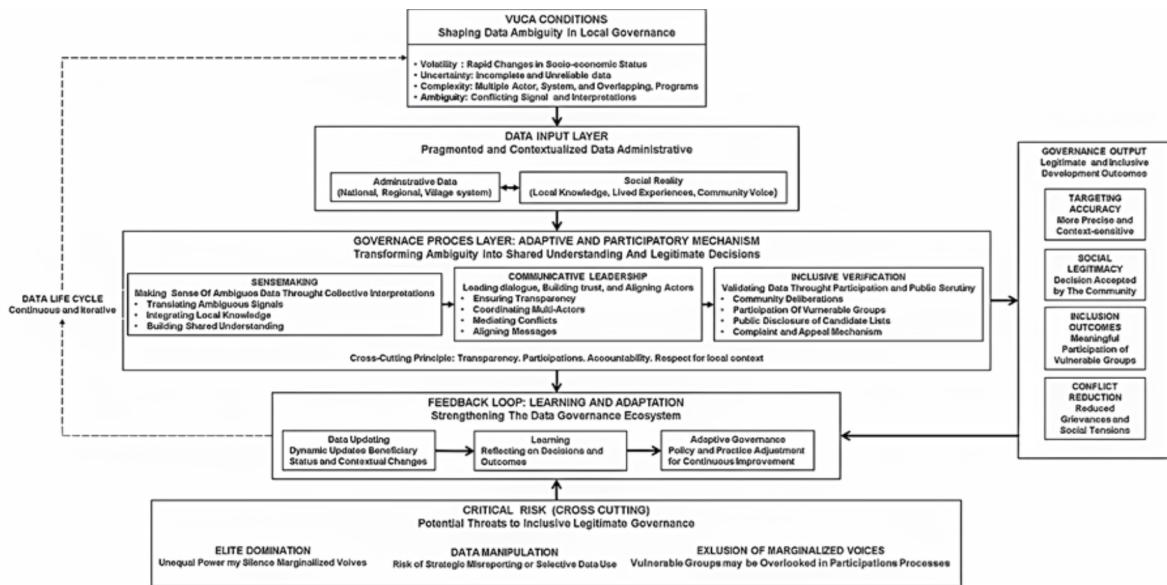 VUCA CONDITIONS
Shaping Data Ambiguity In Local Governance
• Volatility : Rapid Changes in Socio-economic Status
• Uncertainty: Incomplete and Unreliable data
• Complexity: Multiple Actor, System, and Overlapping, Programs
• Ambiguity: Conflicting Signal and Interpretations
DATA INPUT LAYER
Pragmented and Contextualized Data Administrative
Adminstrative Data
(National, Regional, Village system)
Social Reality
(Local Knowledge, Lived Experiences, Community Voice)
GOVERNACE PROCES LAYER: ADAPTIVE AND PARTICIPATORY MECHANISM
Transforming Ambiguity Into Shared Understanding And Legitimate Decisions
SENSEMAKING
Making Sense Of Ambiguos Data Throught Collective Interpretations
• Translating Ambiguous Signals
• Integrating Local Knowledge
• Building Shared Understanding
COMMUNICATIVE LEADERSHIP
Leading dialogue, Building trust, and Aligning Actors
• Ensuring Transparency
• Coordinating Multi-Actors
• Mediating Conflicts
• Aligning Messages
INCLUSIVE VERIFICATION
Validating Data Throught Participation and Public Scrutiny
• Community Deliberations
• Participation Of Vurnerable Groups
• Public Disclosure of Candidate Lists
• Complaint and Appeal Mechanism
Cross-Cutting Principle: Transparency. Participations. Accountability. Respect for local context
DATA LIFE CYCLE
Continuous and Iterative
FEEDBACK LOOP: LEARNING AND ADAPTATION
Strengthening The Data Governance Ecosystem
Data Updating
Dynamic Updates Beneficiary
Status and Contextual Changes
Learning
Reflecting on Decisions and
Outcomes
Adaptive Governance
Policy and Practice Adjustment
for Continuous Improvement
CRITICAL RISK (CROSS CUTTING)
Potential Threats to Inclusive Legitimate Governance
ELITE DOMINATION
Unequal Power my Silence Marginalized Voives
DATA MANIPULATION
Risk of Strategic Misreporting or Selective Data Use
EXLUSION OF MARGINALIZED VOICES
Vulnerable Groups may be Overlooked in Participations Processes
GOVERNANCE OUTPUT
Legitimate and Inclusive
Development Outcomes
TARGETING
ACCURACY
More Precise and
Context-sensitive
SOCIAL
LEGITIMACY
Decision Accepted
by The Community
INCLUSION
OUTCOMES
Meaningful
Participation of
Vulnerable Groups
CONFLICT
REDUCTION
Reduced
Grievances and
Social Tensions